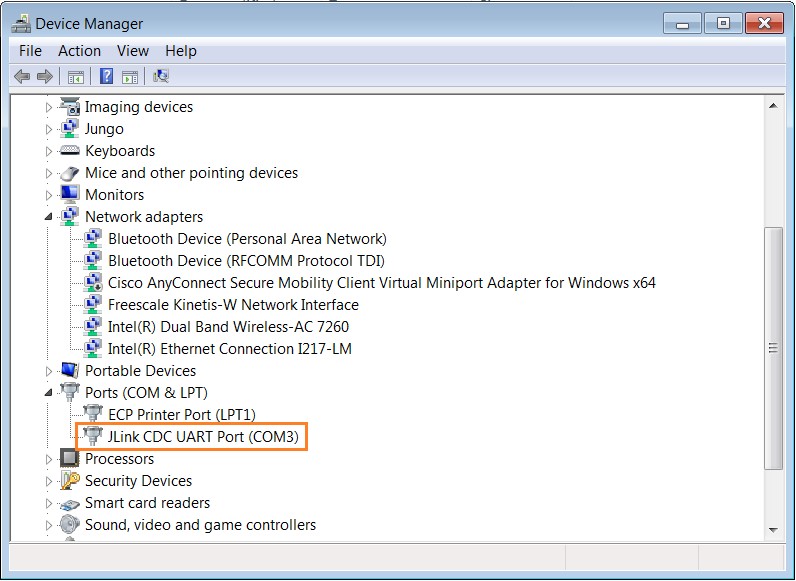 Device Manager
File Action View Help
Imaging devices
Jungo
Keyboards
Mice and other pointing devices
Monitors
Network adapters
Bluetooth Device (Personal Area Network)
Bluetooth Device (RFCOMM Protocol TDI)
Cisco AnyConnect Secure Mobility Client Virtual Miniport Adapter for Windows x64
Freescale Kinetis-W Network Interface
Intel(R) Dual Band Wireless-AC 7260
Intel(R) Ethernet Connection I217-LM
Portable Devices
Ports (COM & LPT)
ECP Printer Port (LPT1)
JLink CDC UART Port (COM3)
Processors
Security Devices
Smart card readers
Sound, video and game controllers